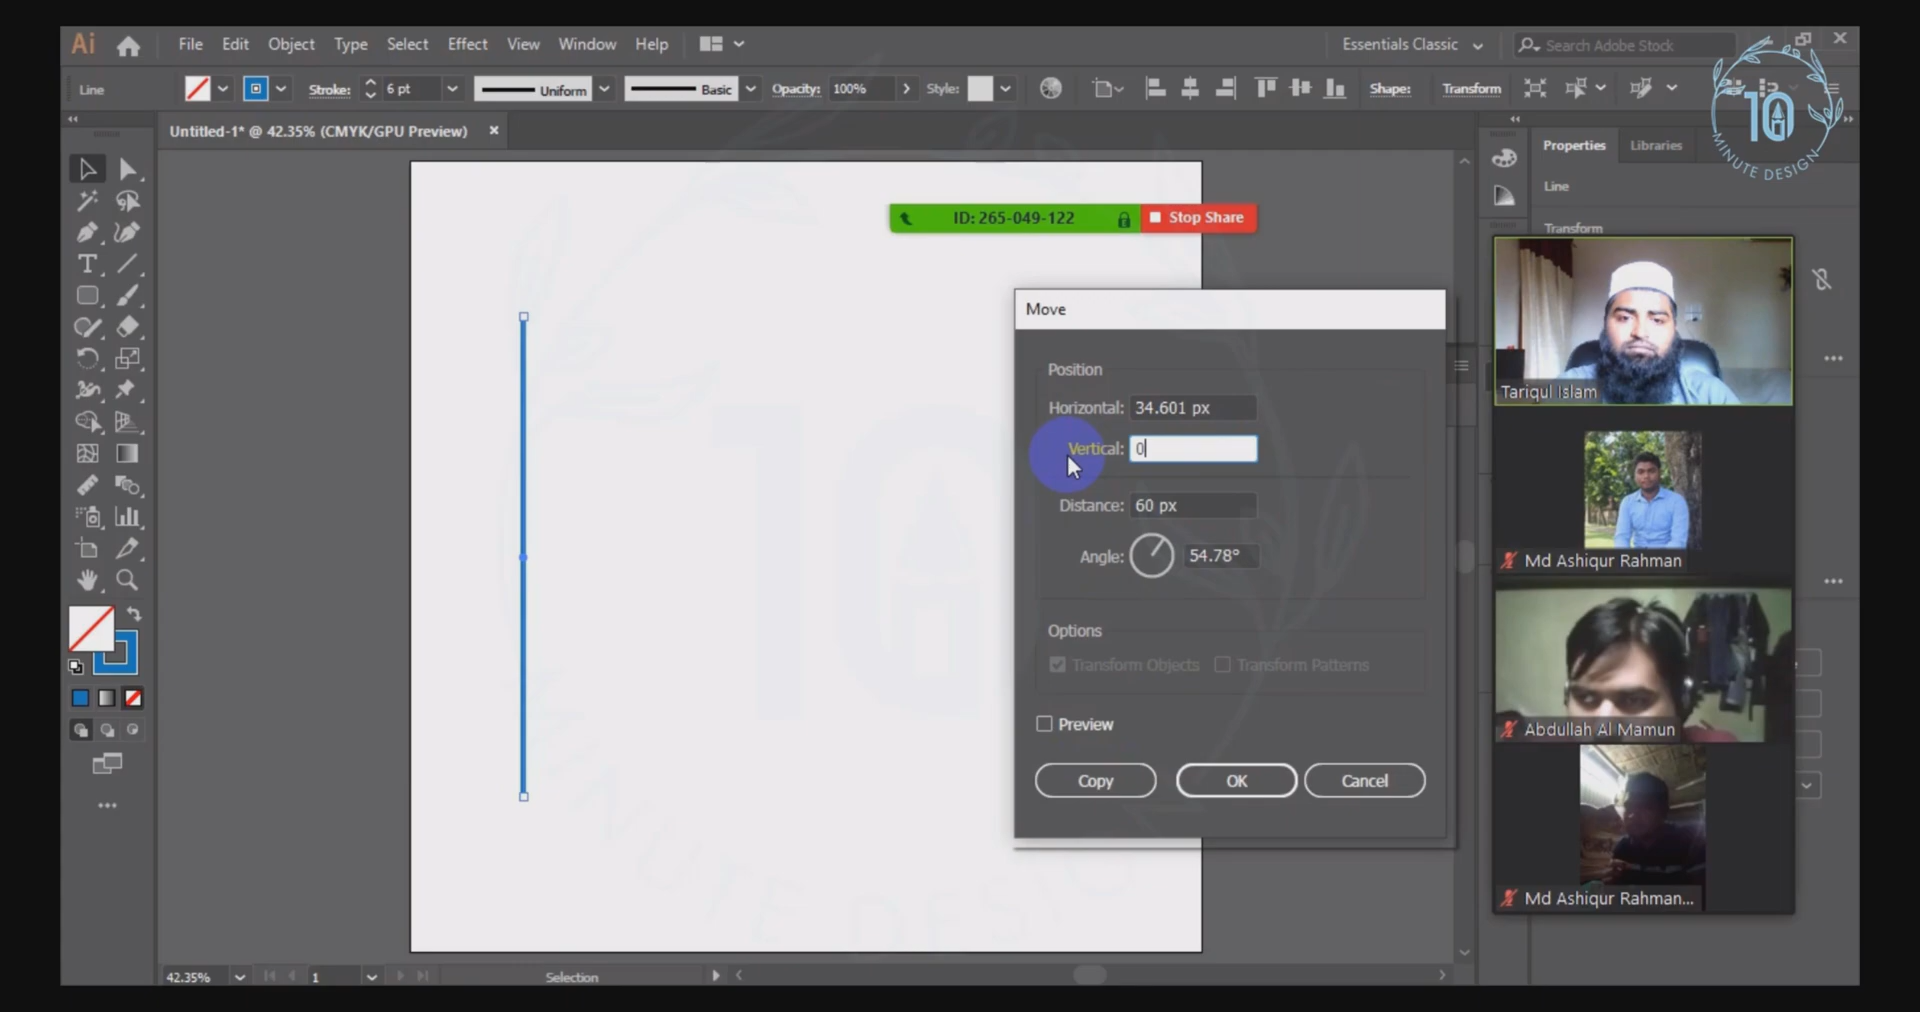 Ai File Edit Object Type Select Effect View Window Help Essentials Classic Search Adobe Stock
Line Stroke: 6 pt Uniform Basic Opacity: 100% Style: Shape: Transform
10
MINUTE DESIGN
Untitled-1* @ 42.35% (CMYK/GPU Preview)
Properties Libraries
Line
Transform
ID: 265-049-122 Stop Share
Move
Position
Horizontal: 34.601 px
Vertical: 0
Distance: 60 px
Angle: 54.78°
Options
Transform Objects Transform Patterns
Preview
Copy OK Cancel
Tariqul Islam
Md Ashiqur Rahman
Abdullah Al Mamun
Md Ashiqur Rahman...
42.35% 1 Selection